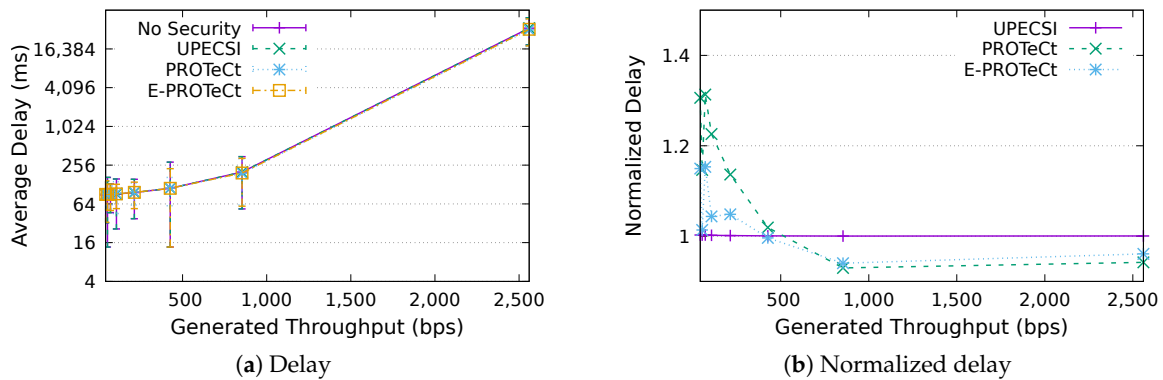 No Security
UPECSI
PROTeCt
E-PROTeCt
16,384
4,096
1,024
256
64
16
4
Average Delay (ms)
500
1,000
1,500
2,000
2,500
Generated Throughput (bps)
(a) Delay
UPECSI
PROTeCt
E-PROTeCt
1.4
1.2
1
Normalized Delay
500
1,000
1,500
2,000
2,500
Generated Throughput (bps)
(b) Normalized delay